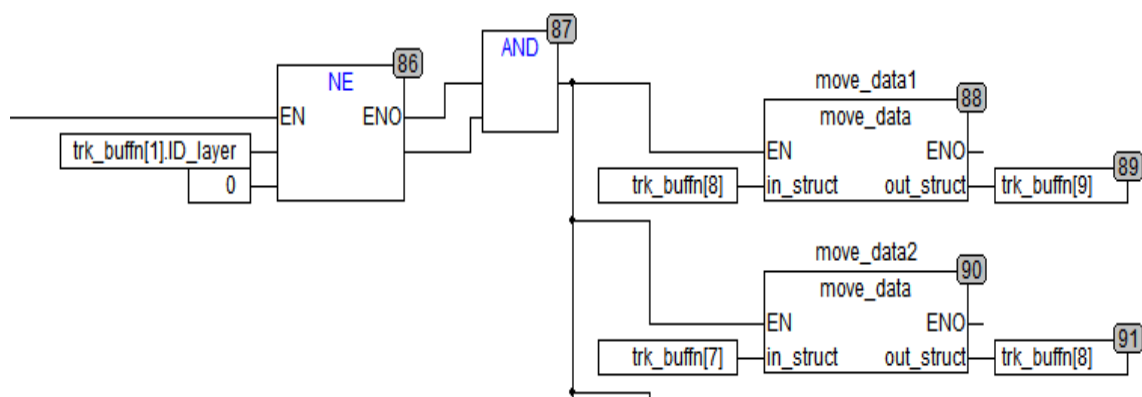 87
AND
86
NE
EN ENO
trk_buffn[1].ID_layer
0
move_data1
88
move_data
EN ENO
89
trk_buffn[8] in_struct out_struct trk_buffn[9]
move_data2
90
move_data
EN ENO
91
trk_buffn[7] in_struct out_struct trk_buffn[8]